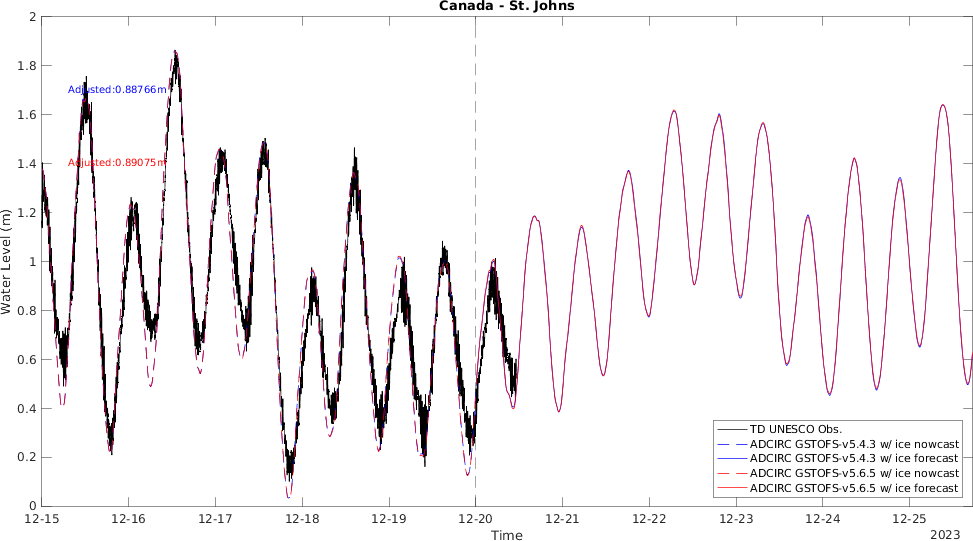 Canada - St. Johns
Water Level (m)
2
1.8
1.6
1.4
1.2
1
0.8
0.6
0.4
0.2
0
Adjusted:0.88766m
Adjusted:0.89075m
TD UNESCO Obs.
ADCIRC GSTOFS-v5.4.3 w/ ice nowcast
ADCIRC GSTOFS-v5.4.3 w/ ice forecast
ADCIRC GSTOFS-v5.6.5 w/ ice nowcast
ADCIRC GSTOFS-v5.6.5 w/ ice forecast
12-15 12-16 12-17 12-18 12-19 12-20 12-21 12-22 12-23 12-24 12-25
Time
2023